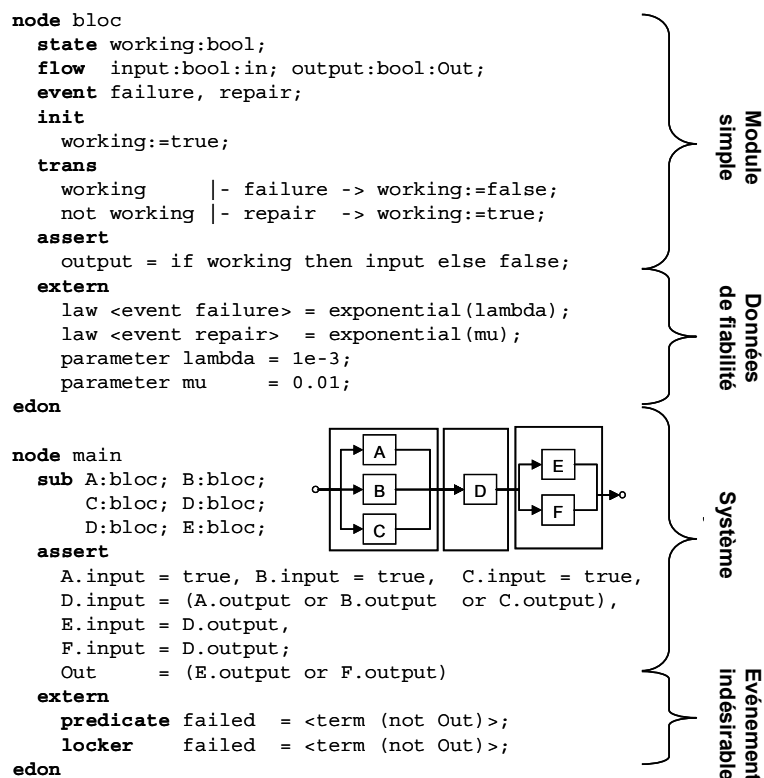 node bloc
state working:bool;
flow input:bool:in; output:bool:Out;
event failure, repair;
init
working:=true;
trans
working |- failure -> working:=false;
not working |- repair -> working:=true;
assert
output = if working then input else false;
Module
simple
extern
law <event failure> = exponential(lambda);
law <event repair> = exponential(mu);
parameter lambda = 1e-3;
parameter mu = 0.01;
edon
Données
de fiabilité
node main
sub A:bloc; B:bloc;
C:bloc; D:bloc;
D:bloc; E:bloc;
A
B
C
D
E
F
assert
A.input = true, B.input = true, C.input = true,
D.input = (A.output or B.output or C.output),
E.input = D.output,
F.input = D.output;
Out = (E.output or F.output)
Système
extern
predicate failed = <term (not Out)>;
locker failed = <term (not Out)>;
edon
Evénement
indésirable